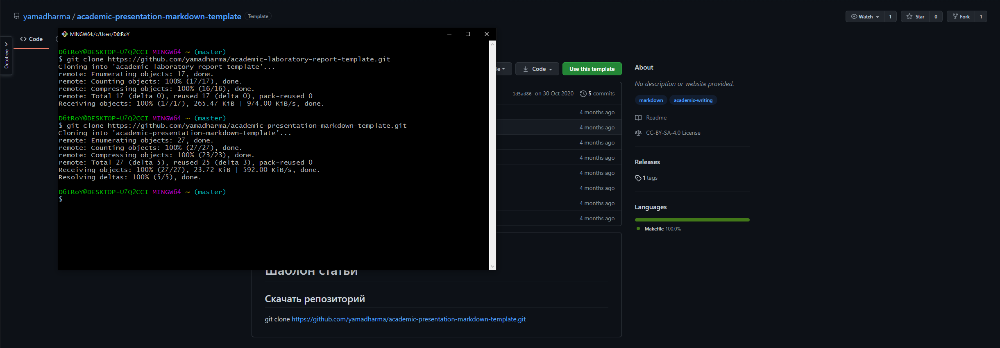 yamadharma / academic-presentation-markdown-template Template
Watch 1 Star 0 Fork 1
Code
Octotree
MINGW64:/c/Users/D6tRoY
D6tRoY@DESKTOP-U7Q2CCI MINGW64 ~ (master)
$ git clone https://github.com/yamadharma/academic-laboratory-report-template.git
Cloning into 'academic-laboratory-report-template'...
remote: Enumerating objects: 17, done.
remote: Counting objects: 100% (17/17), done.
remote: Compressing objects: 100% (16/16), done.
remote: Total 17 (delta 0), reused 17 (delta 0), pack-reused 0
Receiving objects: 100% (17/17), 265.47 KiB | 974.00 KiB/s, done.
D6tRoY@DESKTOP-U7Q2CCI MINGW64 ~ (master)
$ git clone https://github.com/yamadharma/academic-presentation-markdown-template.git
Cloning into 'academic-presentation-markdown-template'...
remote: Enumerating objects: 27, done.
remote: Counting objects: 100% (27/27), done.
remote: Compressing objects: 100% (23/23), done.
remote: Total 27 (delta 5), reused 25 (delta 3), pack-reused 0
Receiving objects: 100% (27/27), 23.72 KiB | 592.00 KiB/s, done.
Resolving deltas: 100% (5/5), done.
D6tRoY@DESKTOP-U7Q2CCI MINGW64 ~ (master)
$
le Code Use this template
1d5ad86 on 30 Oct 2020 5 commits
4 months ago
4 months ago
4 months ago
4 months ago
4 months ago
4 months ago
4 months ago
4 months ago
Шаблон статьи
Скачать репозиторий
git clone https://github.com/yamadharma/academic-presentation-markdown-template.git
About
No description or website provided.
markdown academic-writing
Readme
CC-BY-SA-4.0 License
Releases
1 tags
Languages
Makefile 100.0%